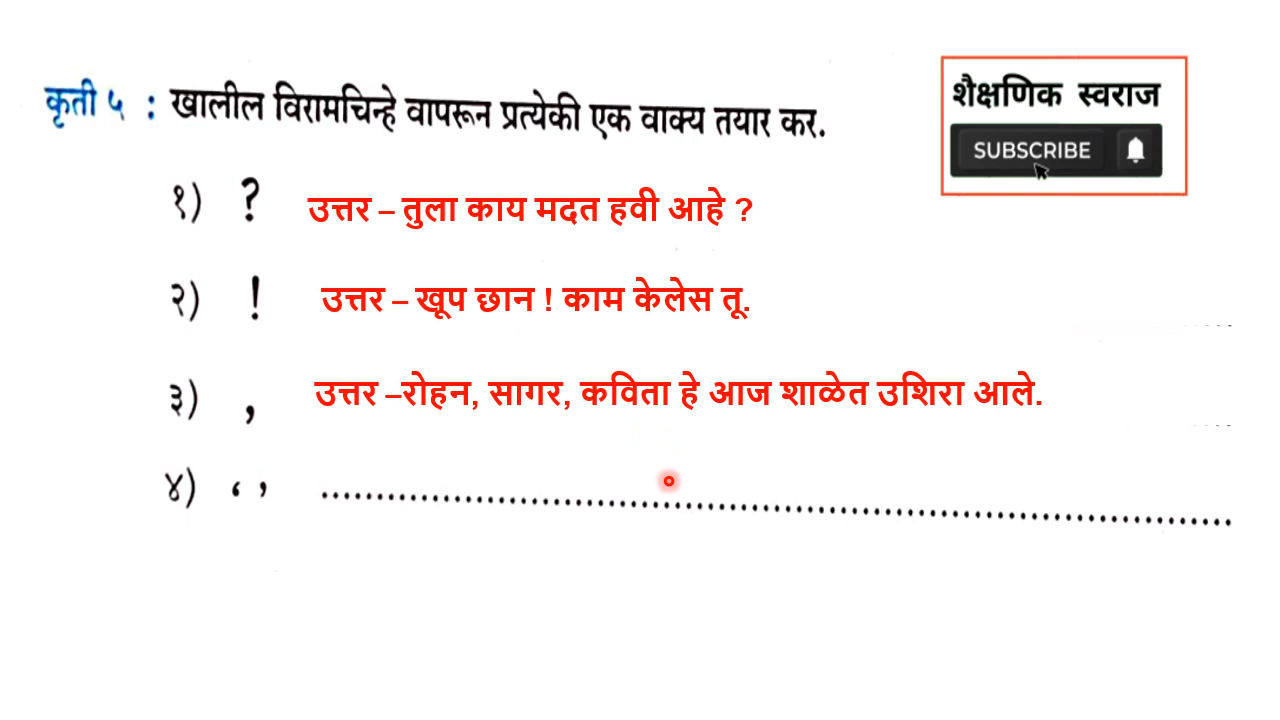 कृती ५ : खालील विरामचिन्हे वापरून प्रत्येकी एक वाक्य तयार कर.
शैक्षणिक स्वराज
SUBSCRIBE
१) ? उत्तर – तुला काय मदत हवी आहे ?
२) ! उत्तर – खूप छान ! काम केलेस तू.
३) , उत्तर –रोहन, सागर, कविता हे आज शाळेत उशिरा आले.
४) ‘ ’ ....................................................................................